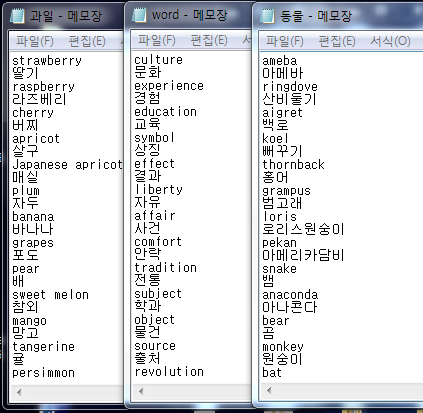 과일 - 메모장
파일(F) 편집(E)
strawberry
딸기
raspberry
라즈베리
cherry
버찌
apricot
살구
Japanese apricot
매실
plum
자두
banana
바나나
grapes
포도
pear
배
sweet melon
참외
mango
망고
tangerine
귤
persimmon
word - 메모장
파일(F) 편집(E)
culture
문화
experience
경험
education
교육
symbol
상징
effect
결과
liberty
자유
affair
사건
comfort
안락
tradition
전통
subject
학과
object
물건
source
출처
revolution
동물 - 메모장
파일(F) 편집(E) 서식(O)
ameba
아메바
ringdove
산비둘기
aigret
백로
koel
뻐꾸기
thornback
홍어
grampus
범고래
loris
로리스원숭이
pekan
아메리카담비
snake
뱀
anaconda
아나콘다
bear
곰
monkey
원숭이
bat